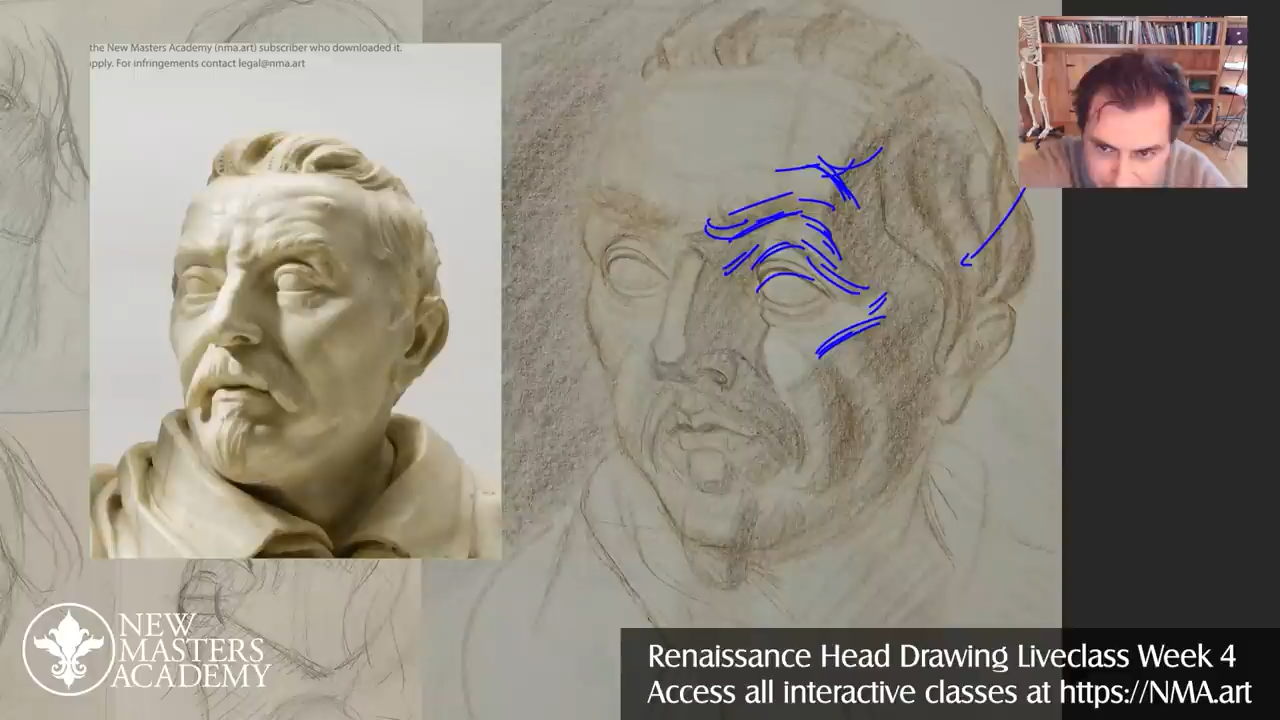 the New Masters Academy (nma.art) subscriber who downloaded it.
apply. For infringements contact legal@nma.art
NEW
MASTERS
ACADEMY
Renaissance Head Drawing Liveclass Week 4
Access all interactive classes at https://NMA.art